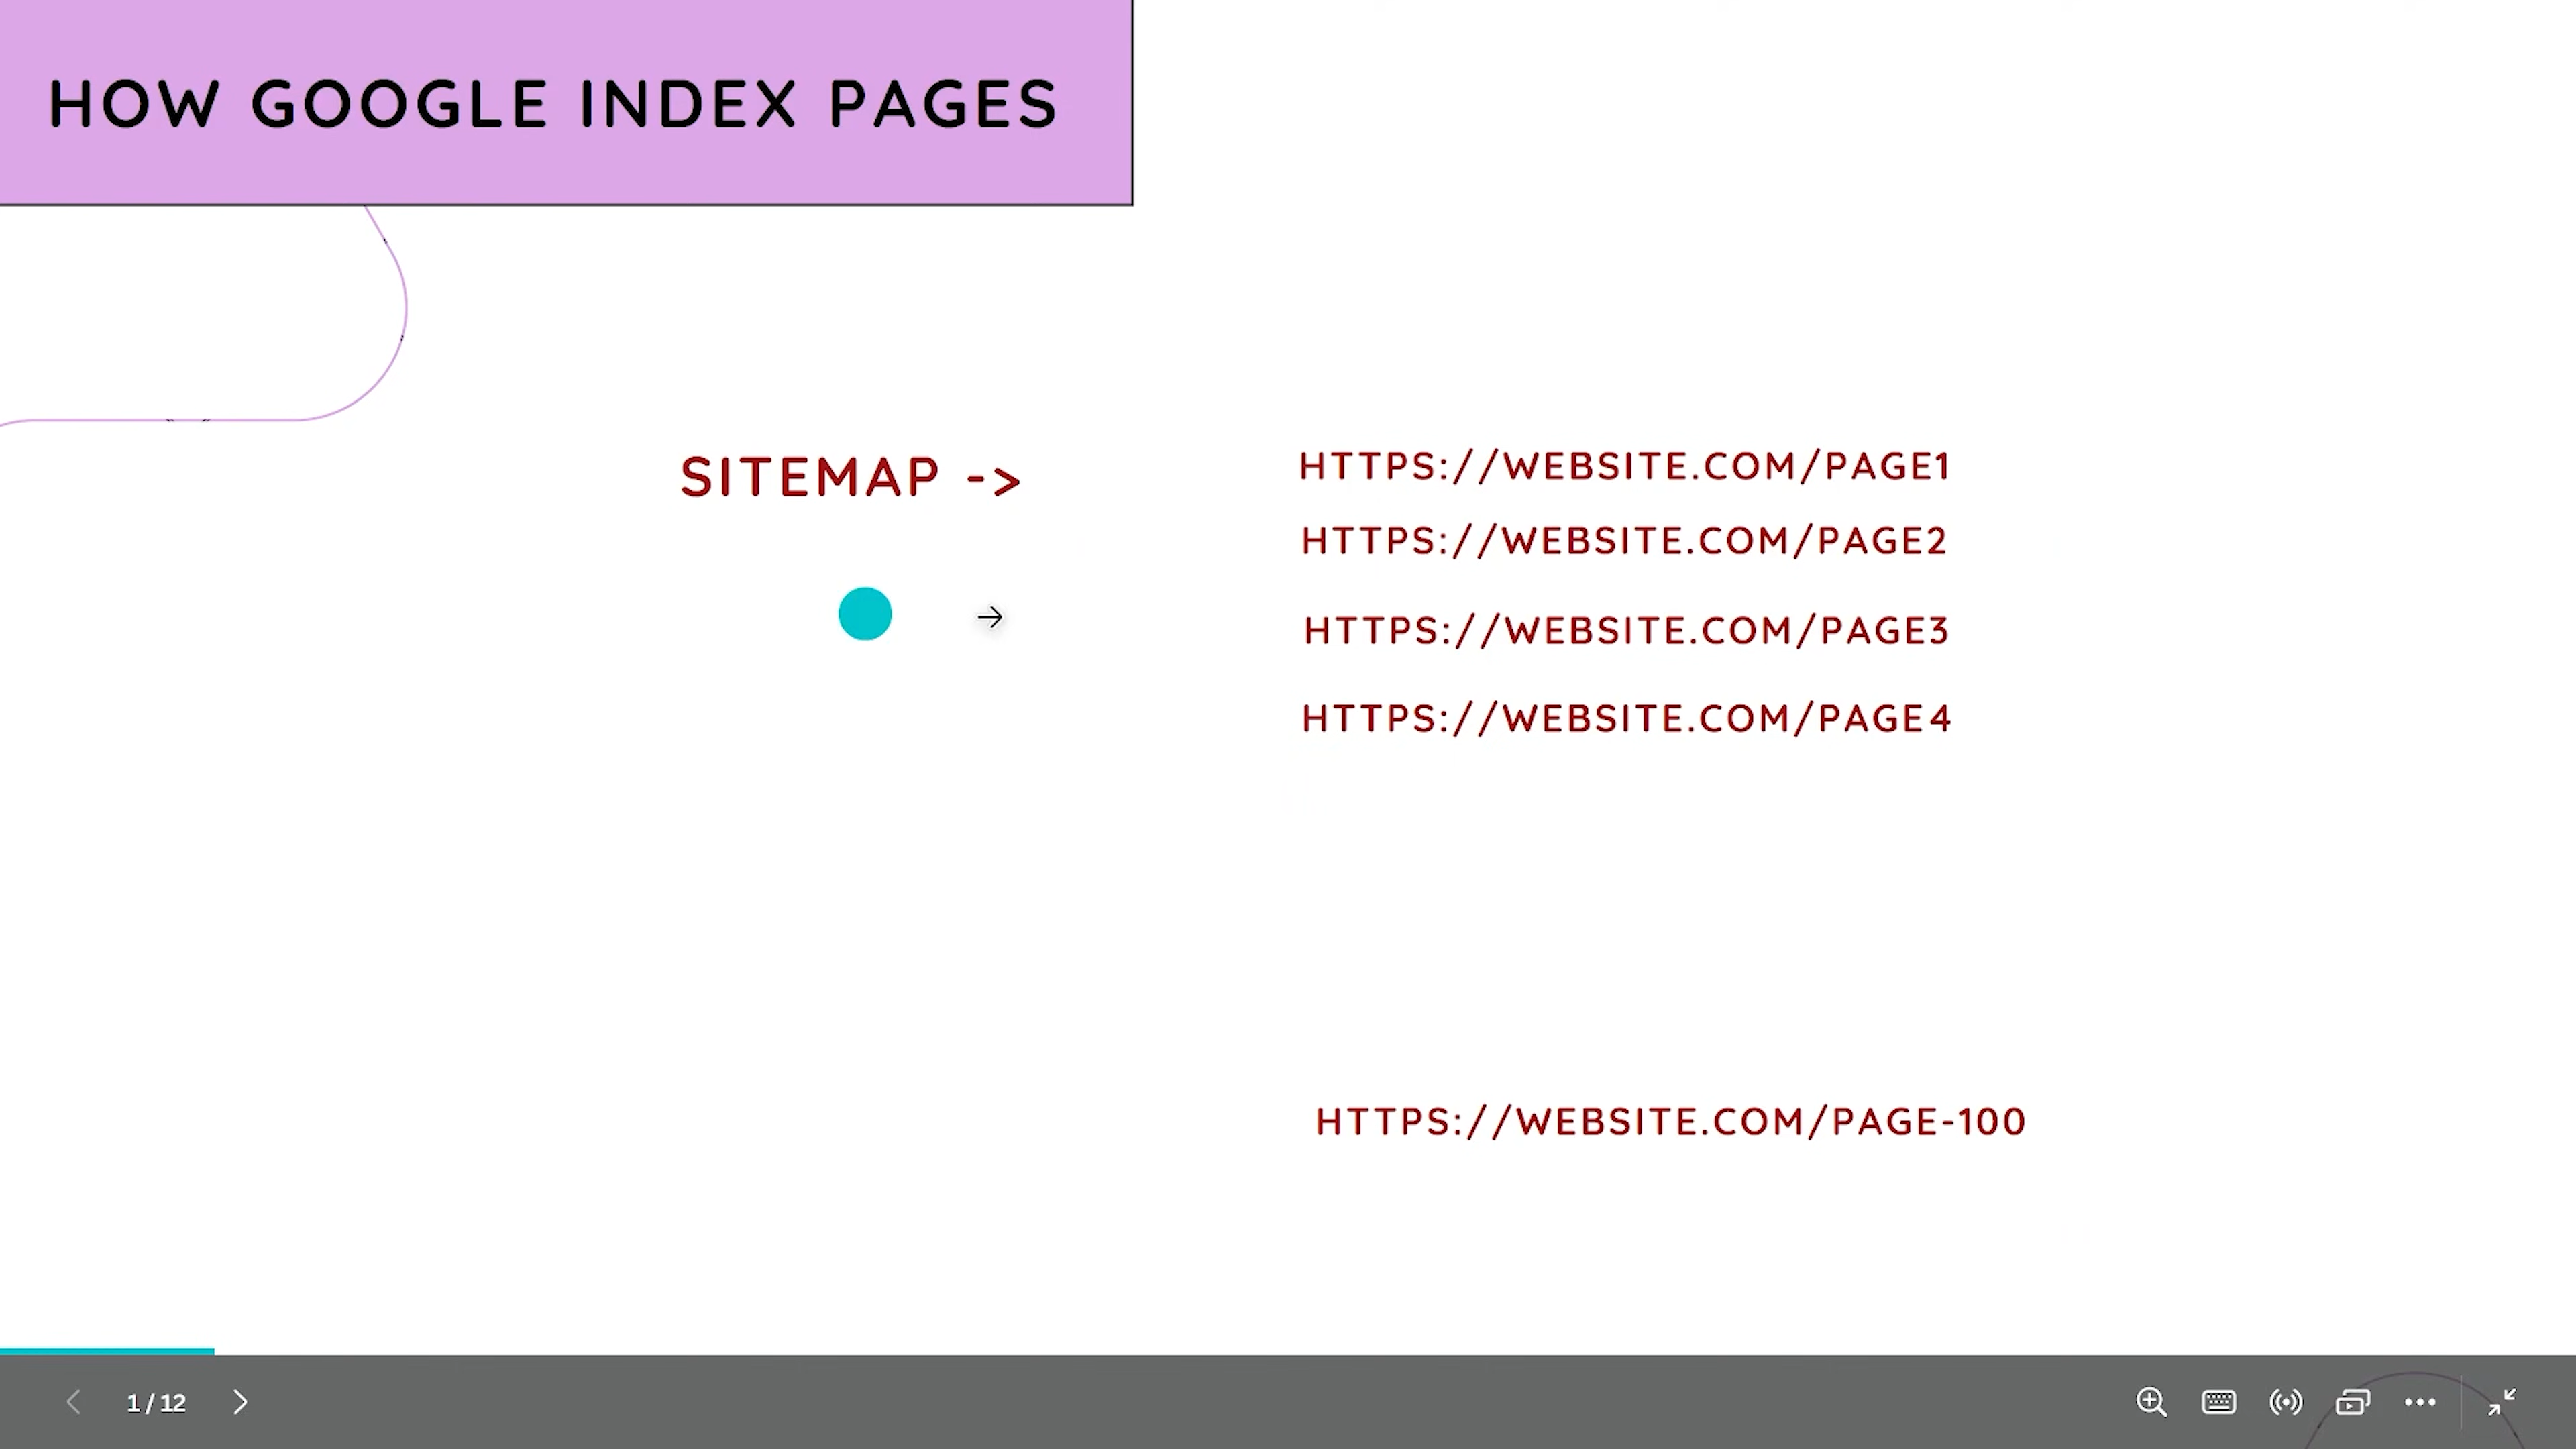 HOW GOOGLE INDEX PAGES
SITEMAP ->
HTTPS://WEBSITE.COM/PAGE1
HTTPS://WEBSITE.COM/PAGE2
HTTPS://WEBSITE.COM/PAGE3
HTTPS://WEBSITE.COM/PAGE4
HTTPS://WEBSITE.COM/PAGE-100
1 / 12